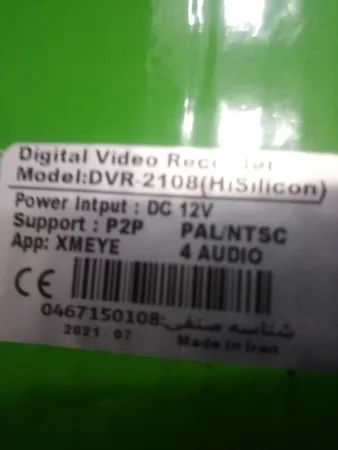 Digital Video Recorder
Model:DVR-2108(HiSilicon)
Power Intput : DC 12V
Support : P2P PAL/NTSC
App: XMEYE 4 AUDIO
CE
0467150108:شناسه صنفی
2021 07 Made in Iran